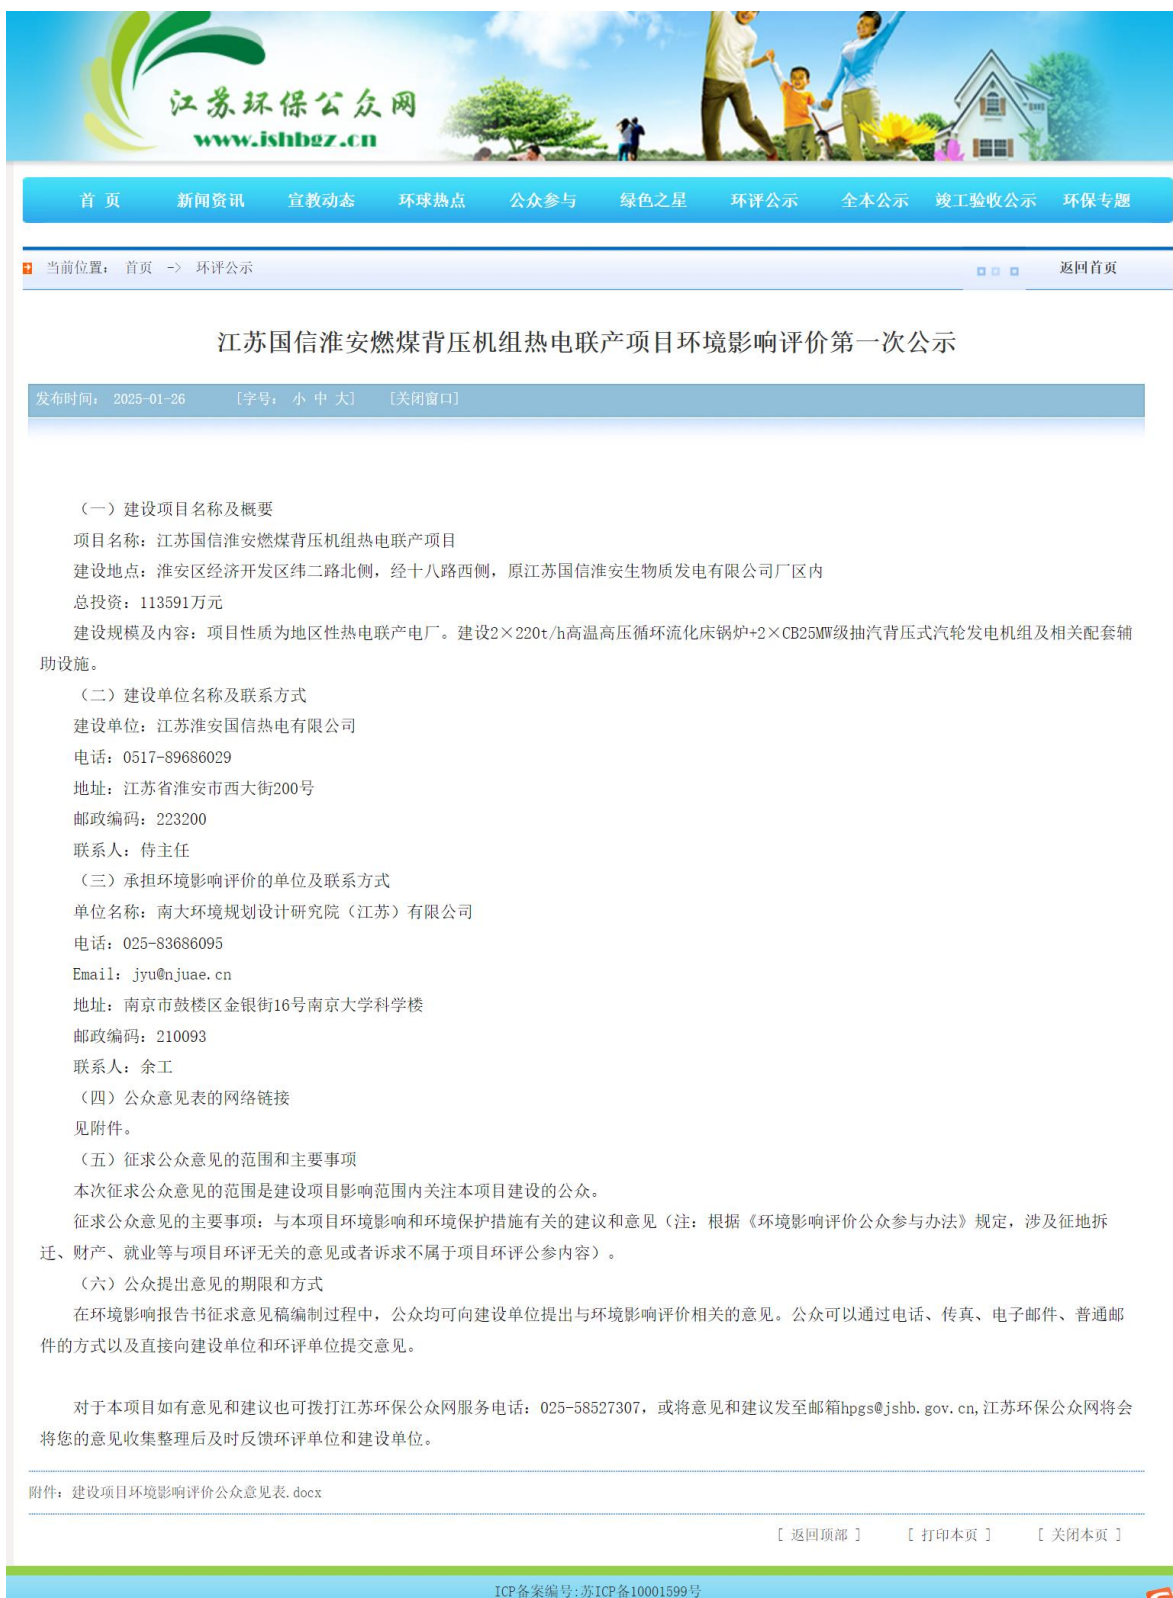 江苏环保公众网
www.jshbgz.cn
首 页 新闻资讯 宣教动态 环球热点 公众参与 绿色之星 环评公示 全本公示 竣工验收公示 环保专题
当前位置： 首页 -> 环评公示 返回首页
江苏国信淮安燃煤背压机组热电联产项目环境影响评价第一次公示
发布时间： 2025-01-26 [字号： 小 中 大] [关闭窗口]
（一）建设项目名称及概要
项目名称：江苏国信淮安燃煤背压机组热电联产项目
建设地点：淮安区经济开发区纬二路北侧，经十八路西侧，原江苏国信淮安生物质发电有限公司厂区内
总投资：113591万元
建设规模及内容：项目性质为地区性热电联产电厂。建设2×220t/h高温高压循环流化床锅炉+2×CB25MW级抽汽背压式汽轮发电机组及相关配套辅
助设施。
（二）建设单位名称及联系方式
建设单位：江苏淮安国信热电有限公司
电话：0517-89686029
地址：江苏省淮安市西大街200号
邮政编码：223200
联系人：侍主任
（三）承担环境影响评价的单位及联系方式
单位名称：南大环境规划设计研究院（江苏）有限公司
电话：025-83686095
Email：jyu@njuae.cn
地址：南京市鼓楼区金银街16号南京大学科学楼
邮政编码：210093
联系人：余工
（四）公众意见表的网络链接
见附件。
（五）征求公众意见的范围和主要事项
本次征求公众意见的范围是建设项目影响范围内关注本项目建设的公众。
征求公众意见的主要事项：与本项目环境影响和环境保护措施有关的建议和意见（注：根据《环境影响评价公众参与办法》规定，涉及征地拆
迁、财产、就业等与项目环评无关的意见或者诉求不属于项目环评公参内容）。
（六）公众提出意见的期限和方式
在环境影响报告书征求意见稿编制过程中，公众均可向建设单位提出与环境影响评价相关的意见。公众可以通过电话、传真、电子邮件、普通邮
件的方式以及直接向建设单位和环评单位提交意见。
对于本项目如有意见和建议也可拨打江苏环保公众网服务电话：025-58527307，或将意见和建议发至邮箱hpgs@jshb.gov.cn,江苏环保公众网将会
将您的意见收集整理后及时反馈环评单位和建设单位。
附件：建设项目环境影响评价公众意见表.docx
[ 返回顶部 ] [ 打印本页 ] [ 关闭本页 ]
ICP备案编号:苏ICP备10001599号